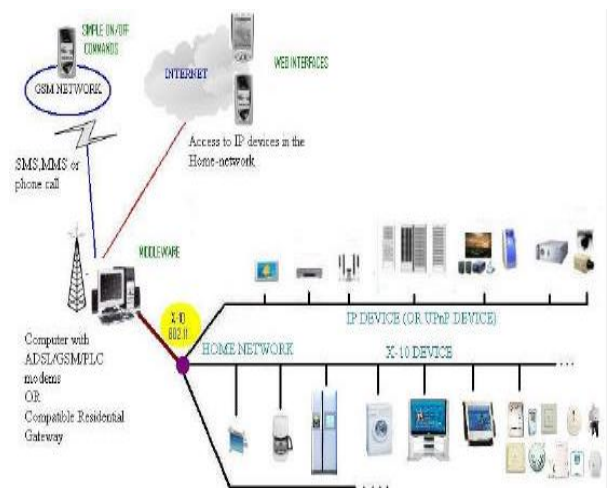 SIMPLE ON/OFF
COMMANDS
GSM NETWORK
INTERNET
WEB INTERFACES
Access to IP devices in the
Home-network
SMS,MMS or
phone call
MIDDLEWARE
X-10
802.11
IP DEVICE (OR UPnP DEVICE)
HOME NETWORK
X-10 DEVICE
Computer with
ADSL/GSM/PLC
modems
OR
Compatible Residential
Gateway